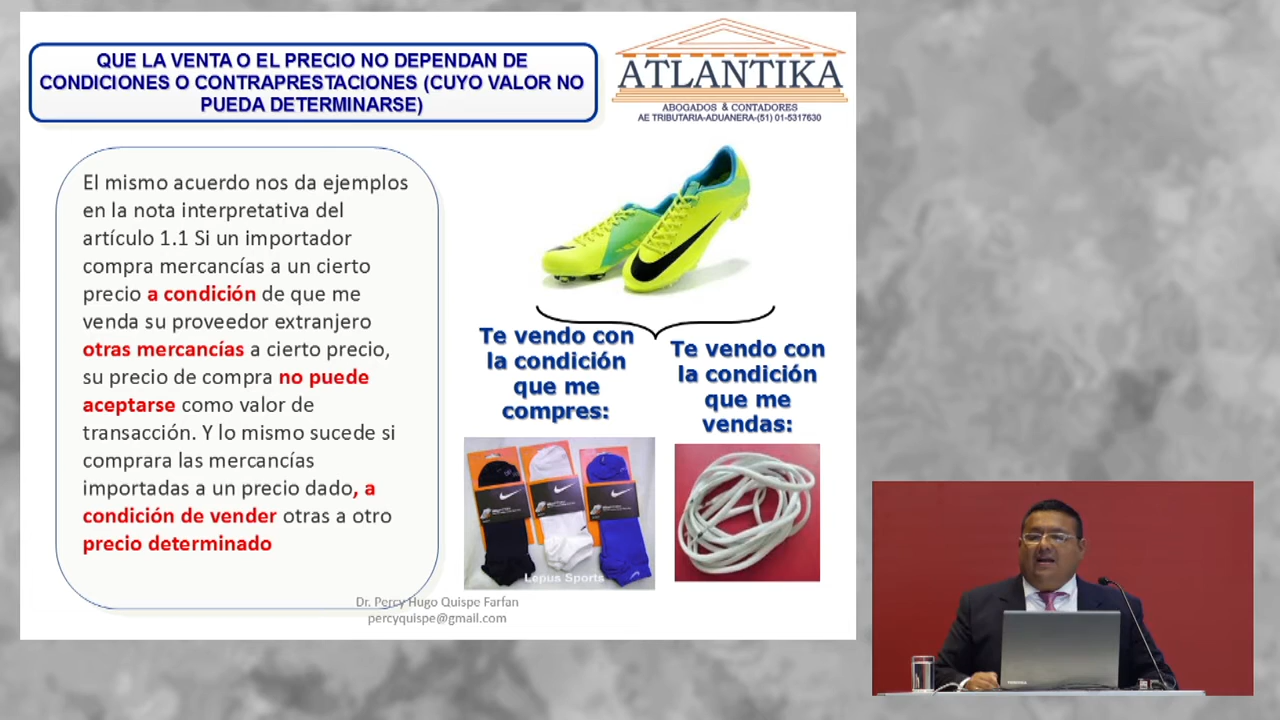 QUE LA VENTA O EL PRECIO NO DEPENDAN DE
CONDICIONES O CONTRAPRESTACIONES (CUYO VALOR NO
PUEDA DETERMINARSE)
ATLANTIKA
ABOGADOS & CONTADORES
AE TRIBUTARIA-ADUANERA-(51) 01-5317630
El mismo acuerdo nos da ejemplos
en la nota interpretativa del
artículo 1.1 Si un importador
compra mercancías a un cierto
precio a condición de que me
venda su proveedor extranjero
otras mercancías a cierto precio,
su precio de compra no puede
aceptarse como valor de
transacción. Y lo mismo sucede si
comprara las mercancías
importadas a un precio dado, a
condición de vender otras a otro
precio determinado
Te vendo con
la condición
que me
compres:
Te vendo con
la condición
que me
vendas:
Lepus Sports
Dr. Percy Hugo Quispe Farfan
percyquispe@gmail.com